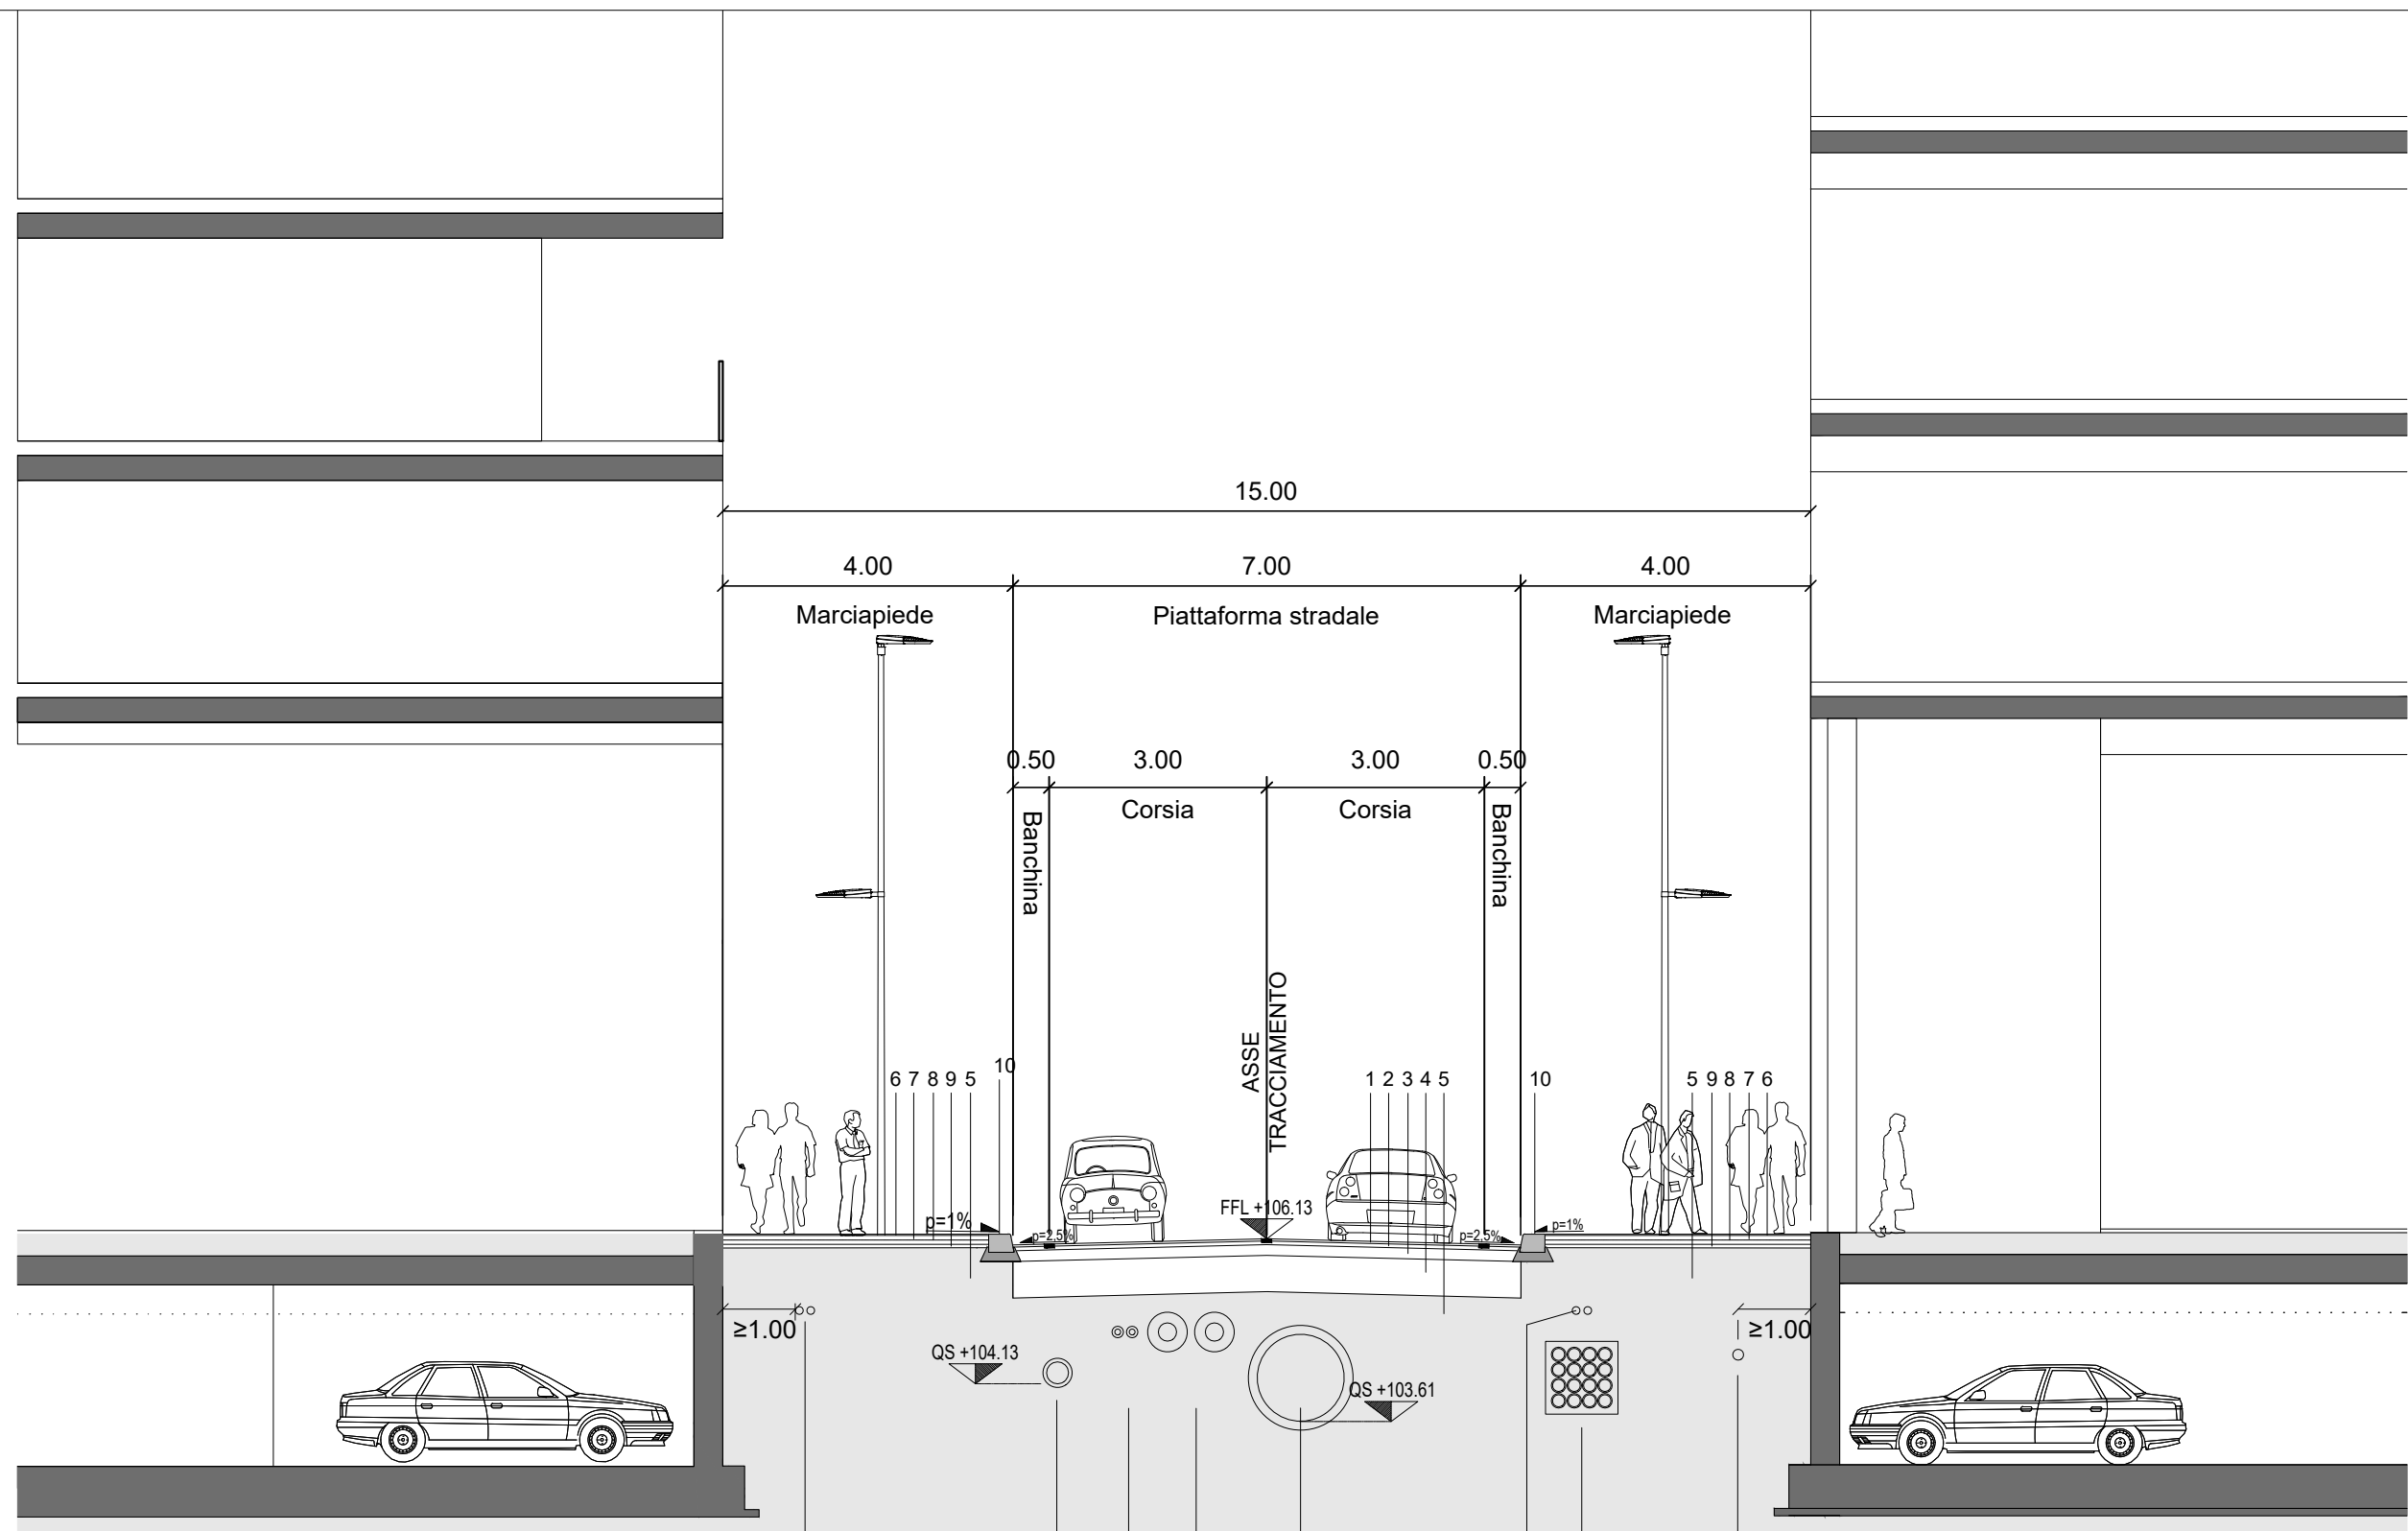 15.00
4.00 7.00 4.00
Marciapiede Piattaforma stradale Marciapiede
0.50 3.00 3.00 0.50
Banchina Corsia Corsia Banchina
ASSE
TRACCIAMENTO
6 7 8 9 5 10 1 2 3 4 5 10 5 9 8 7 6
p=1% p=2,5% FFL +106.13 p=2,5% p=1%
≥1.00 ≥1.00
QS +104.13
QS +103.61